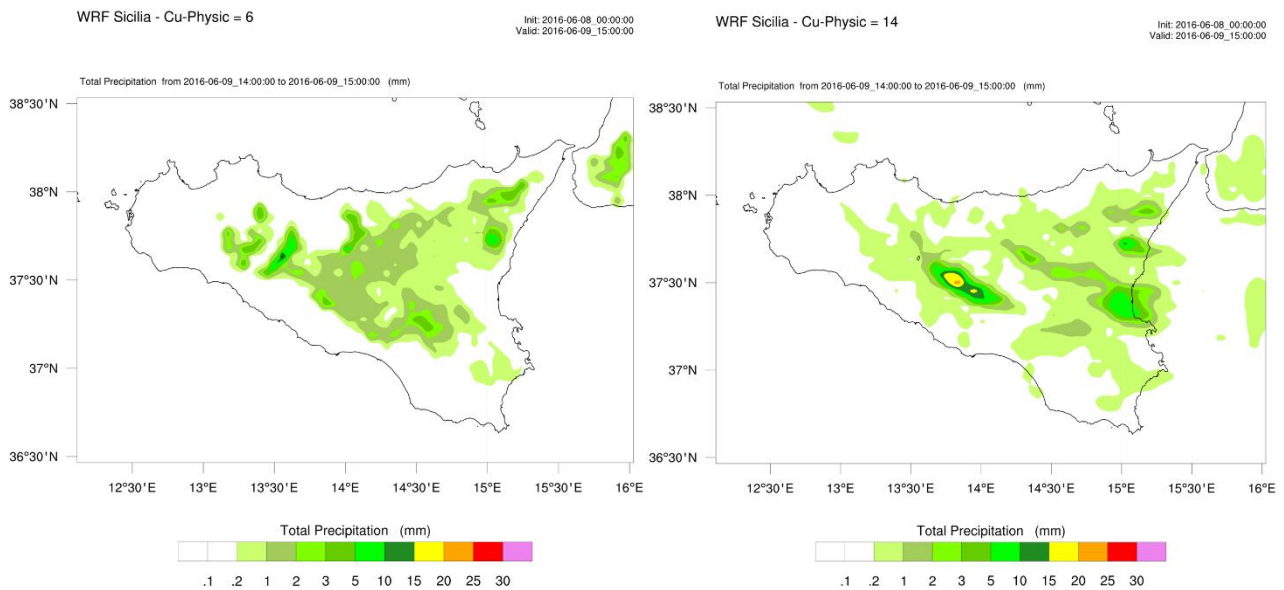 WRF Sicilia - Cu-Physic = 6
Init: 2016-06-08_00:00:00
Valid: 2016-06-09_15:00:00
Total Precipitation from 2016-06-09_14:00:00 to 2016-06-09_15:00:00 (mm)
38°30'N
38°N
37°30'N
37°N
36°30'N
12°30'E 13°E 13°30'E 14°E 14°30'E 15°E 15°30'E 16°E
Total Precipitation (mm)
.1 .2 1 2 3 5 10 15 20 25 30
WRF Sicilia - Cu-Physic = 14
Init: 2016-06-08_00:00:00
Valid: 2016-06-09_15:00:00
Total Precipitation from 2016-06-09_14:00:00 to 2016-06-09_15:00:00 (mm)
38°30'N
38°N
37°30'N
37°N
36°30'N
12°30'E 13°E 13°30'E 14°E 14°30'E 15°E 15°30'E 16°E
Total Precipitation (mm)
.1 .2 1 2 3 5 10 15 20 25 30